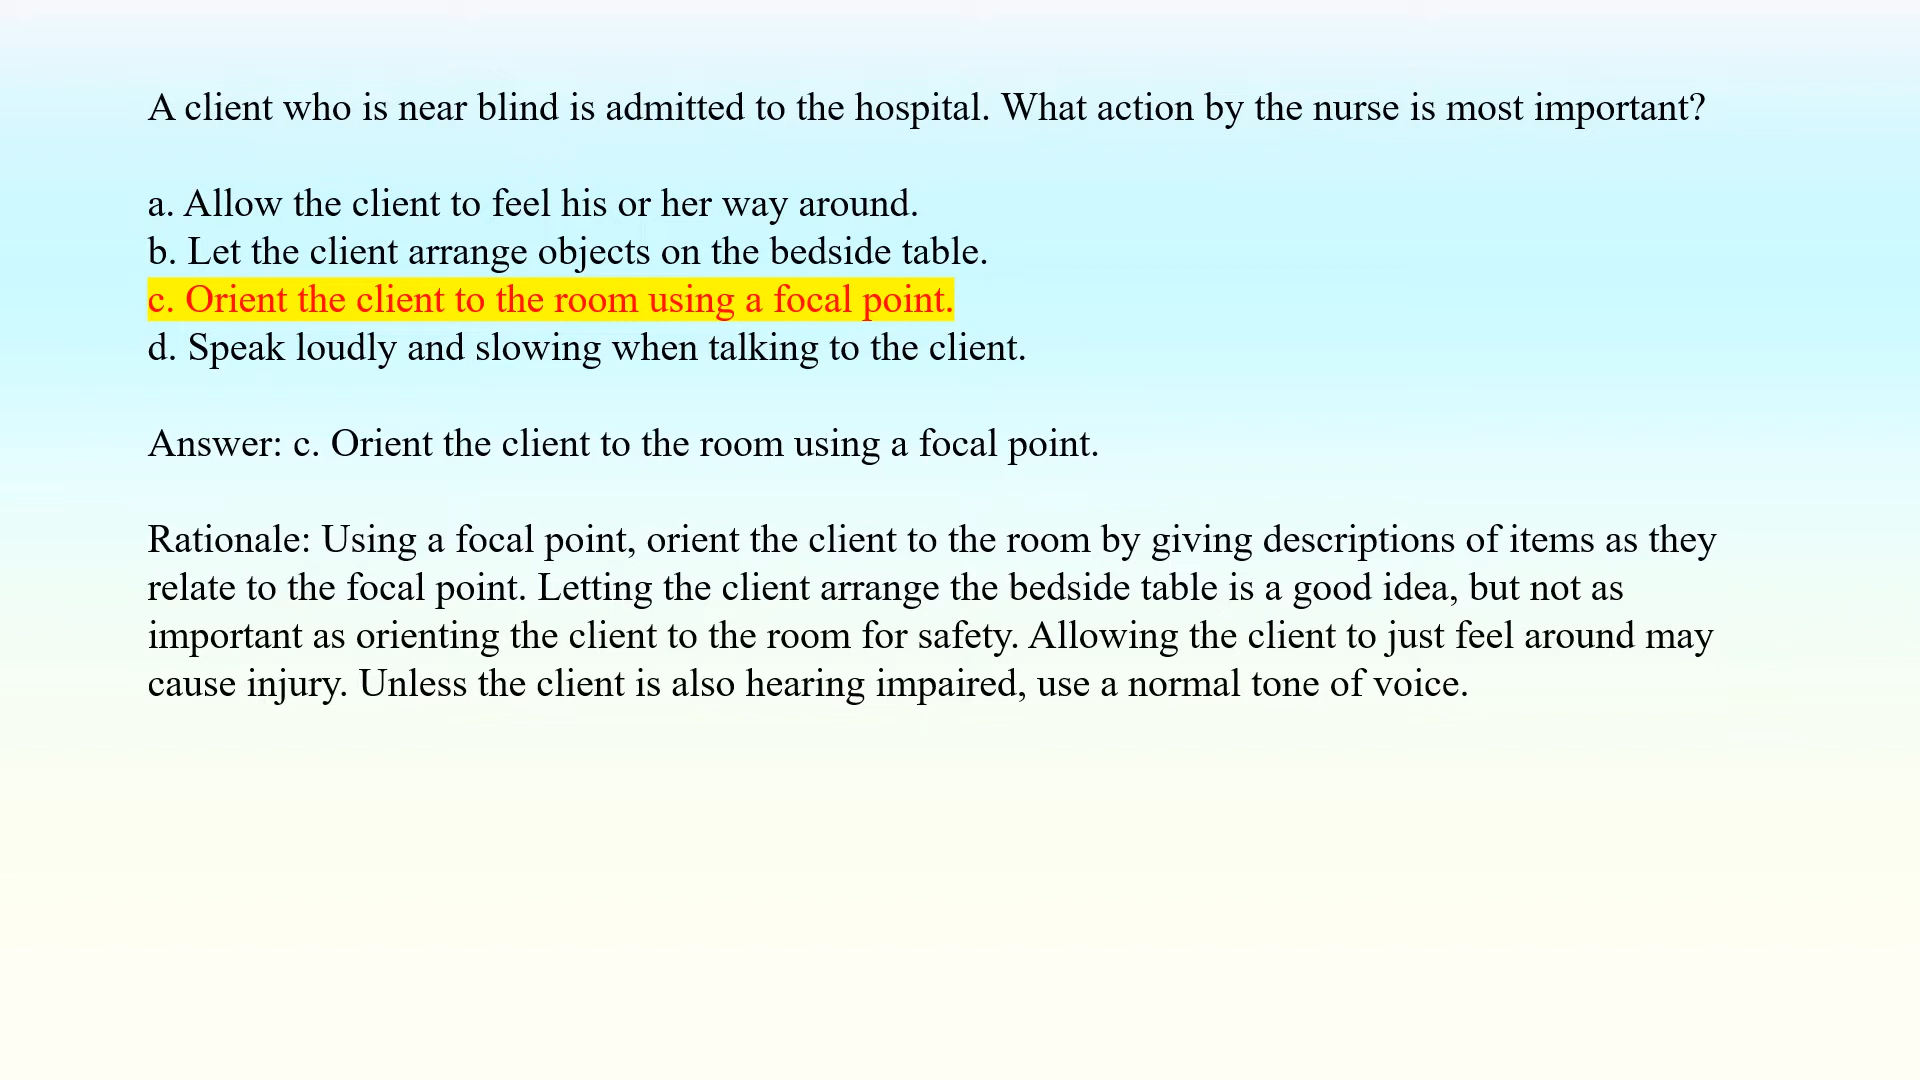 A client who is near blind is admitted to the hospital. What action by the nurse is most important?
a. Allow the client to feel his or her way around.
b. Let the client arrange objects on the bedside table.
c. Orient the client to the room using a focal point.
d. Speak loudly and slowing when talking to the client.
Answer: c. Orient the client to the room using a focal point.
Rationale: Using a focal point, orient the client to the room by giving descriptions of items as they
relate to the focal point. Letting the client arrange the bedside table is a good idea, but not as
important as orienting the client to the room for safety. Allowing the client to just feel around may
cause injury. Unless the client is also hearing impaired, use a normal tone of voice.